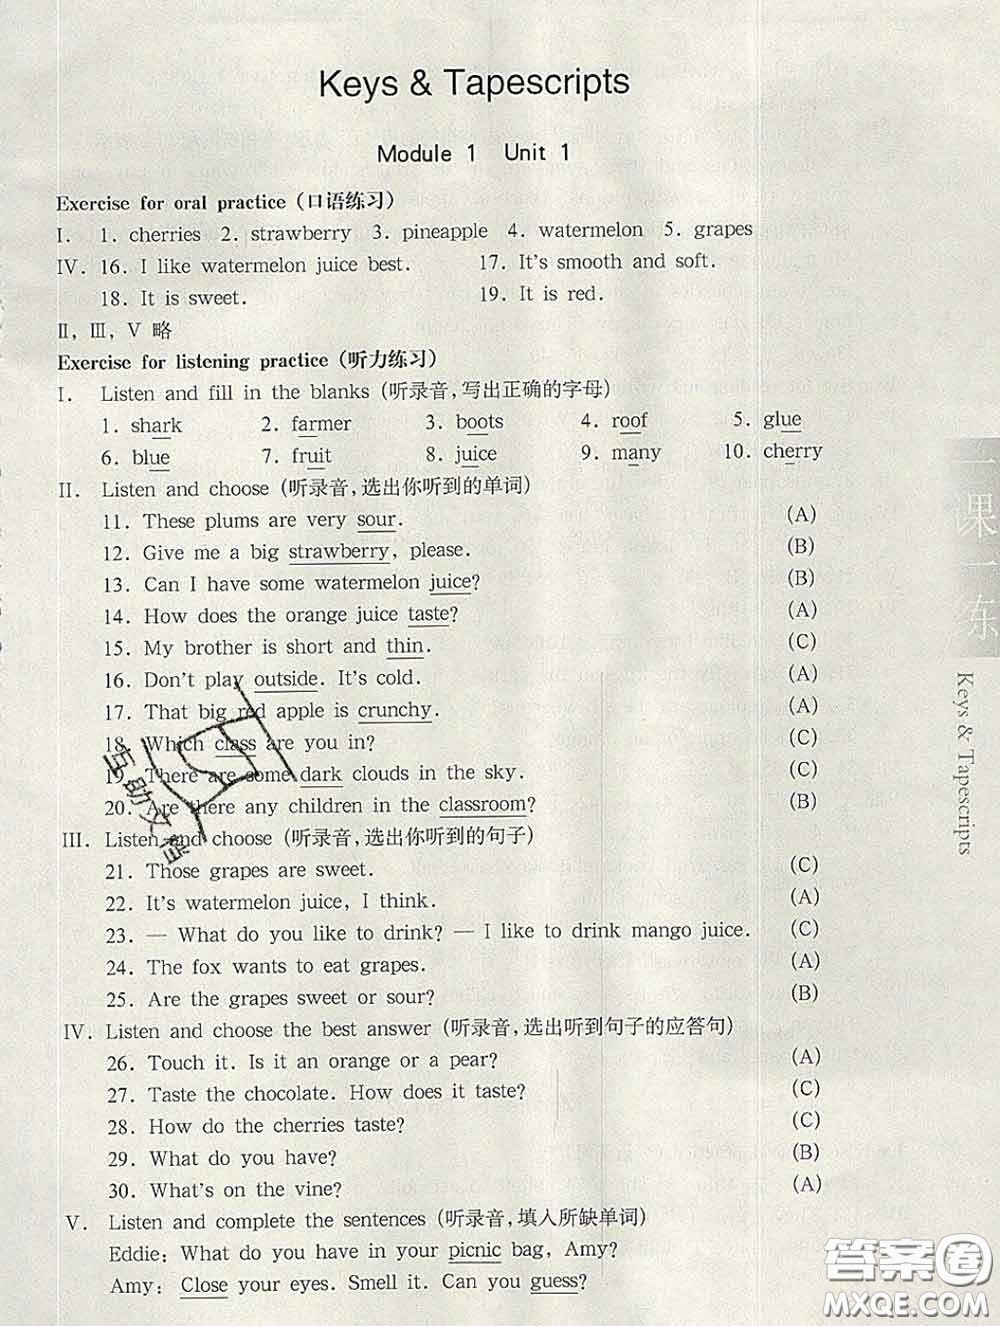 Keys & Tapescripts
Module 1 Unit 1
Exercise for oral practice (口语练习)
I. 1. cherries 2. strawberry 3. pineapple 4. watermelon 5. grapes
IV. 16. I like watermelon juice best. 17. It's smooth and soft.
18. It is sweet. 19. It is red.
II, III, V 略
Exercise for listening practice (听力练习)
I. Listen and fill in the blanks (听录音,写出正确的字母)
1. shark 2. farmer 3. boots 4. roof 5. glue
6. blue 7. fruit 8. juice 9. many 10. cherry
II. Listen and choose (听录音,选出你听到的单词)
11. These plums are very sour. (A)
12. Give me a big strawberry, please. (B)
13. Can I have some watermelon juice? (B)
14. How does the orange juice taste? (A)
15. My brother is short and thin. (C)
16. Don't play outside. It's cold. (A)
17. That big red apple is crunchy. (A)
18. Which class are you in? (C)
19. There are some dark clouds in the sky. (C)
20. Are there any children in the classroom? (B)
III. Listen and choose (听录音,选出你听到的句子)
21. Those grapes are sweet. (C)
22. It's watermelon juice, I think. (A)
23. — What do you like to drink? — I like to drink mango juice. (C)
24. The fox wants to eat grapes. (A)
25. Are the grapes sweet or sour? (B)
IV. Listen and choose the best answer (听录音,选出听到句子的应答句)
26. Touch it. Is it an orange or a pear? (A)
27. Taste the chocolate. How does it taste? (C)
28. How do the cherries taste? (C)
29. What do you have? (B)
30. What's on the vine? (A)
V. Listen and complete the sentences (听录音,填入所缺单词)
Eddie: What do you have in your picnic bag, Amy?
Amy: Close your eyes. Smell it. Can you guess?
一课一东
Keys & Tapescripts
互助文档
答案圈
MXQE.COM